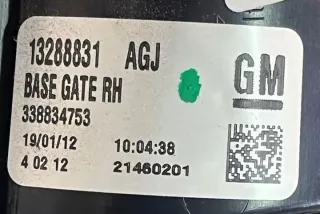 13288831 AGJ
BASE GATE RH
GM
338834753
19/01/12 10:04:38
4 02 12 21460201